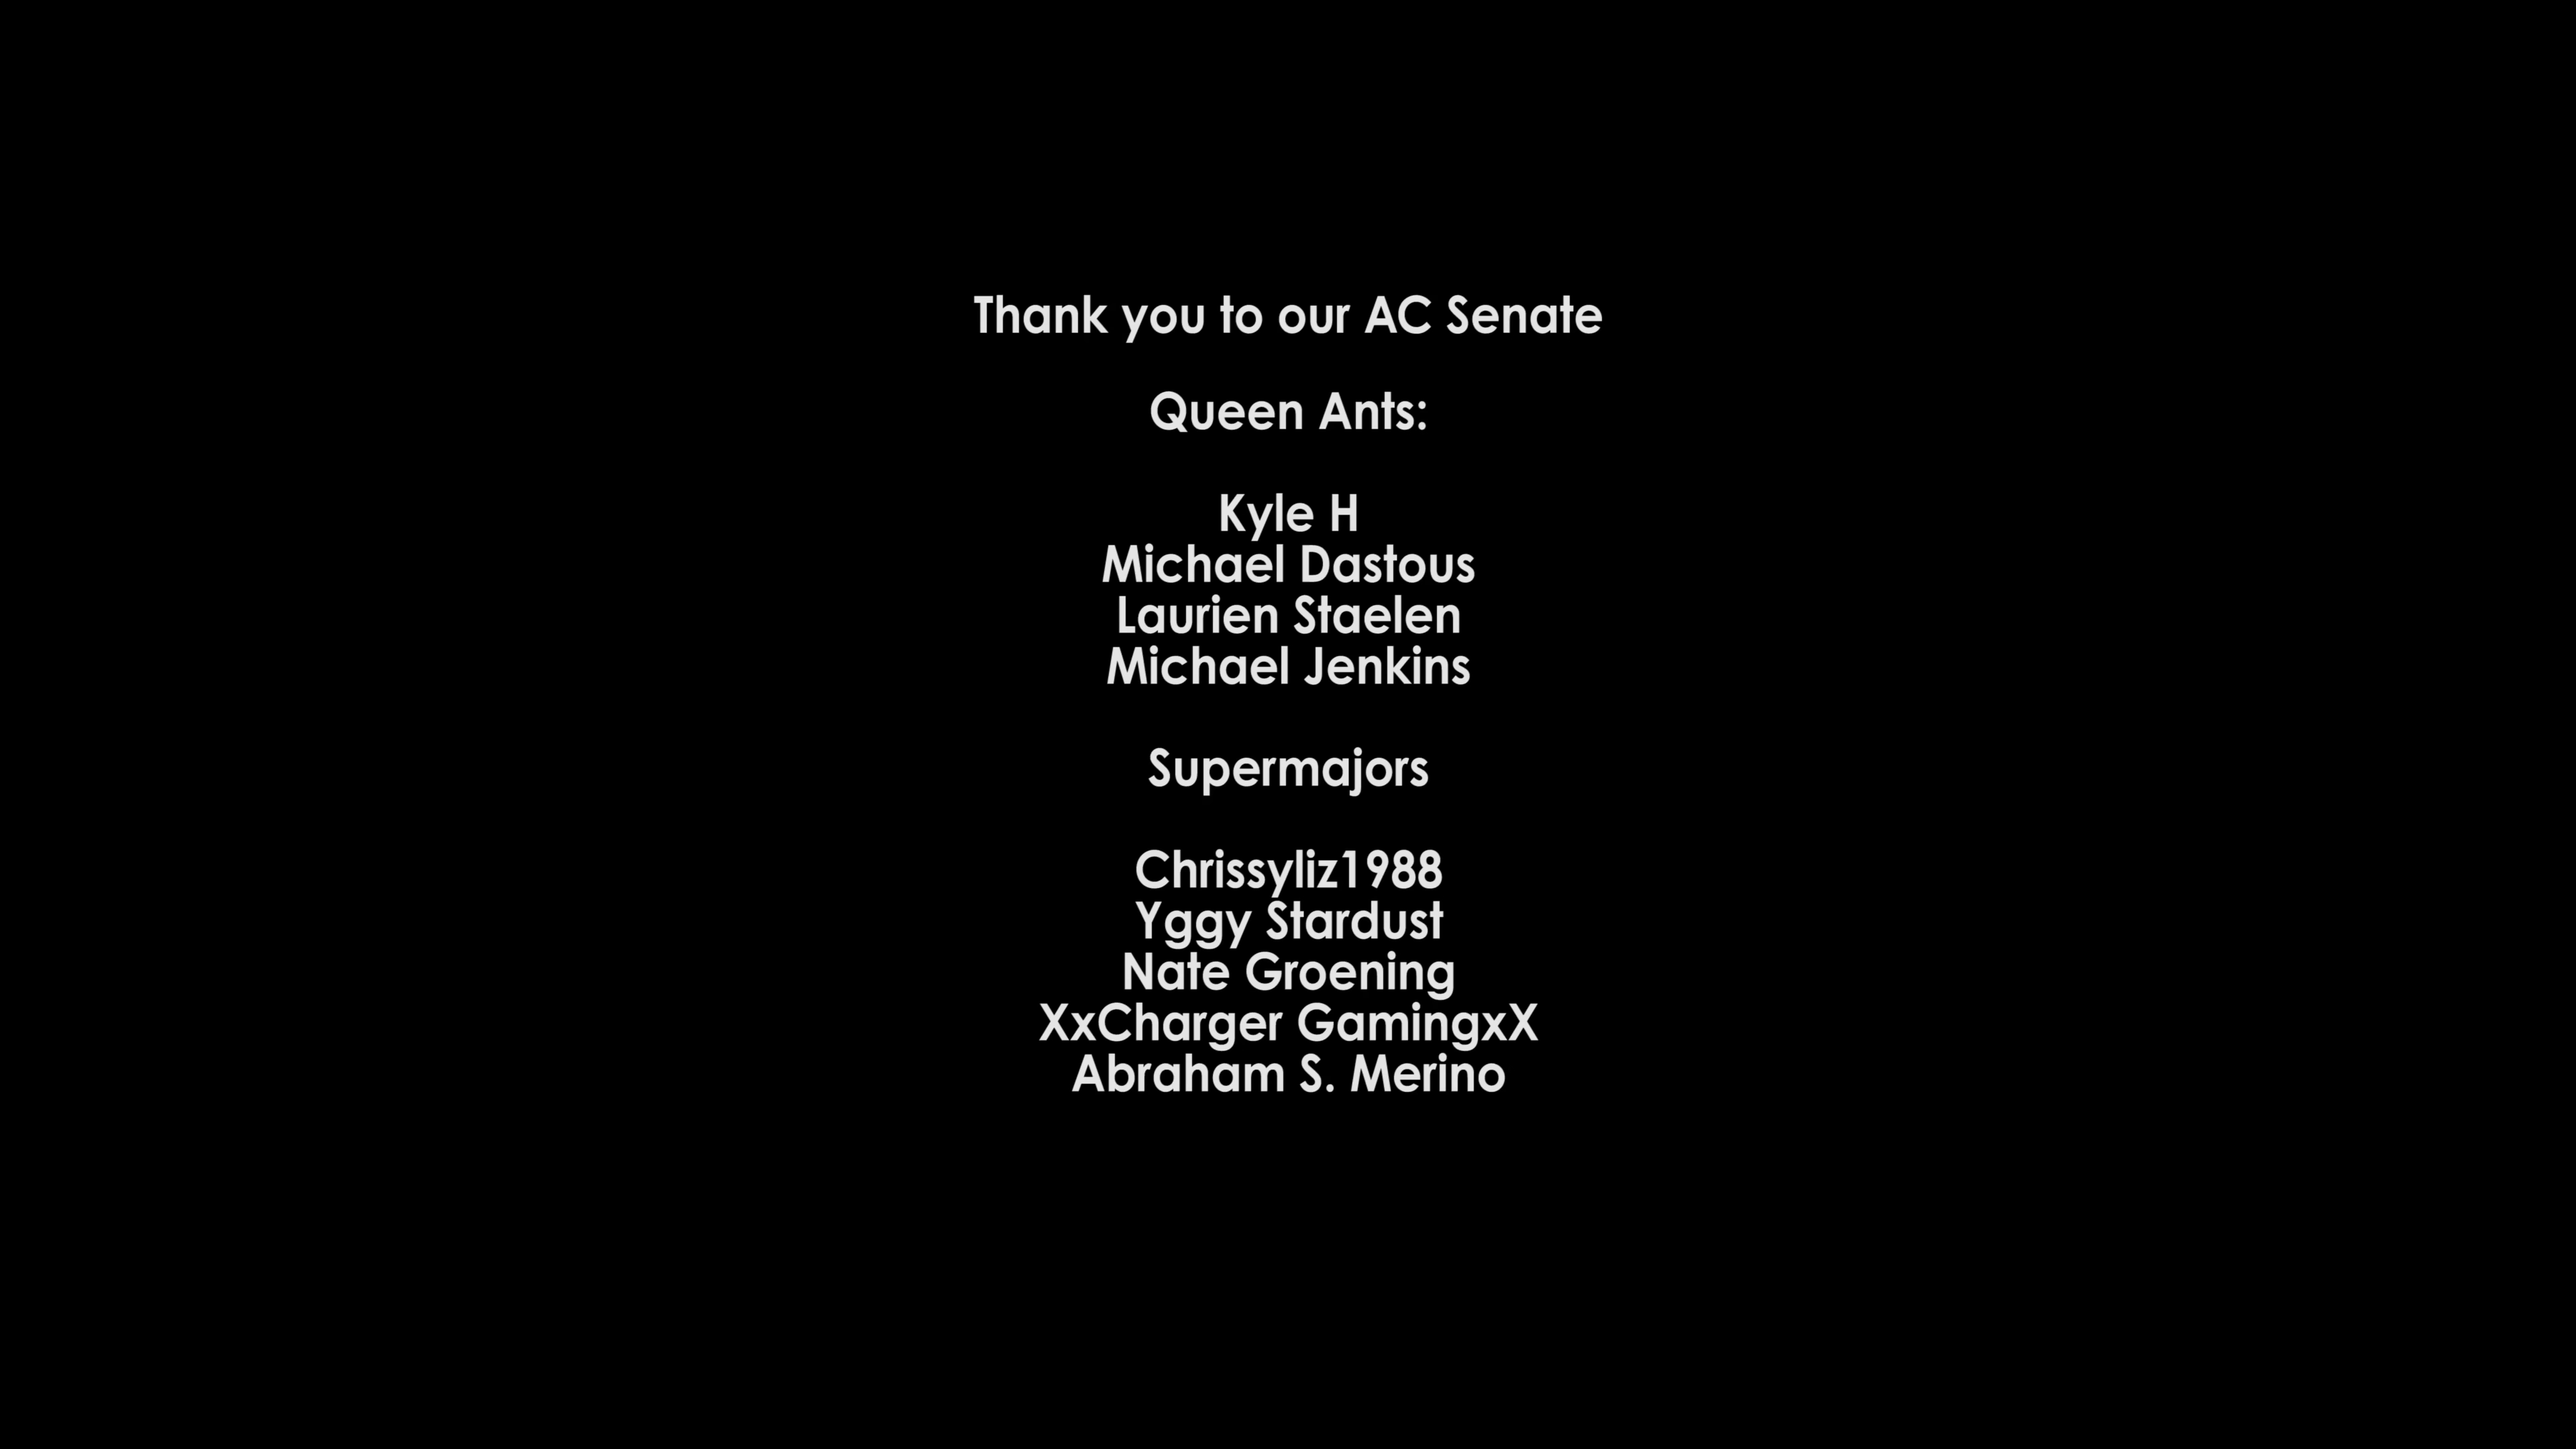 Thank you to our AC Senate
Queen Ants:
Kyle H
Michael Dastous
Laurien Staelen
Michael Jenkins
Supermajors
Chrissyliz1988
Yggy Stardust
Nate Groening
XxCharger GamingxX
Abraham S. Merino